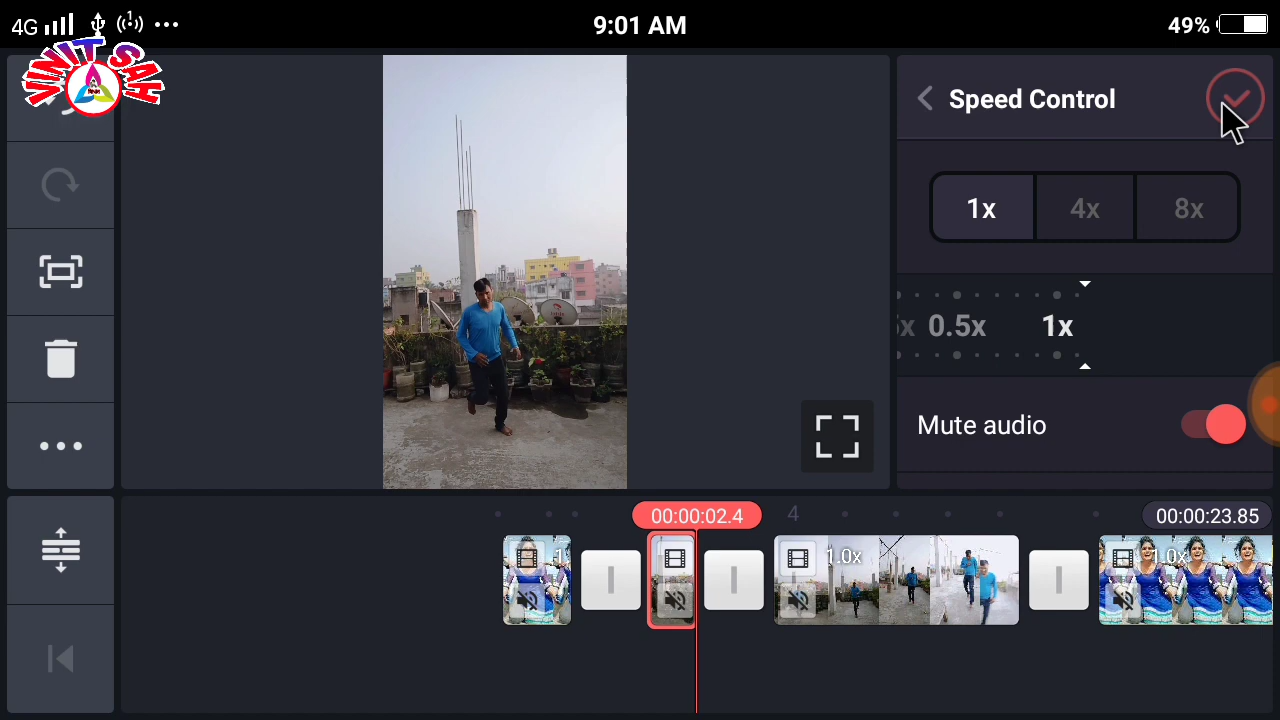 4G 9:01 AM 49%
VINIT SAH
Speed Control
1x 4x 8x
0.5x 1x
Mute audio
00:00:02.4 4 00:00:23.85
1.0x 1.0x